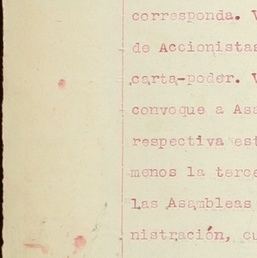 corresponda. V
de Accionistas
carta-poder. V
convoque a Asa
respectiva est
menos la terce
las Asambleas
nistración, cu